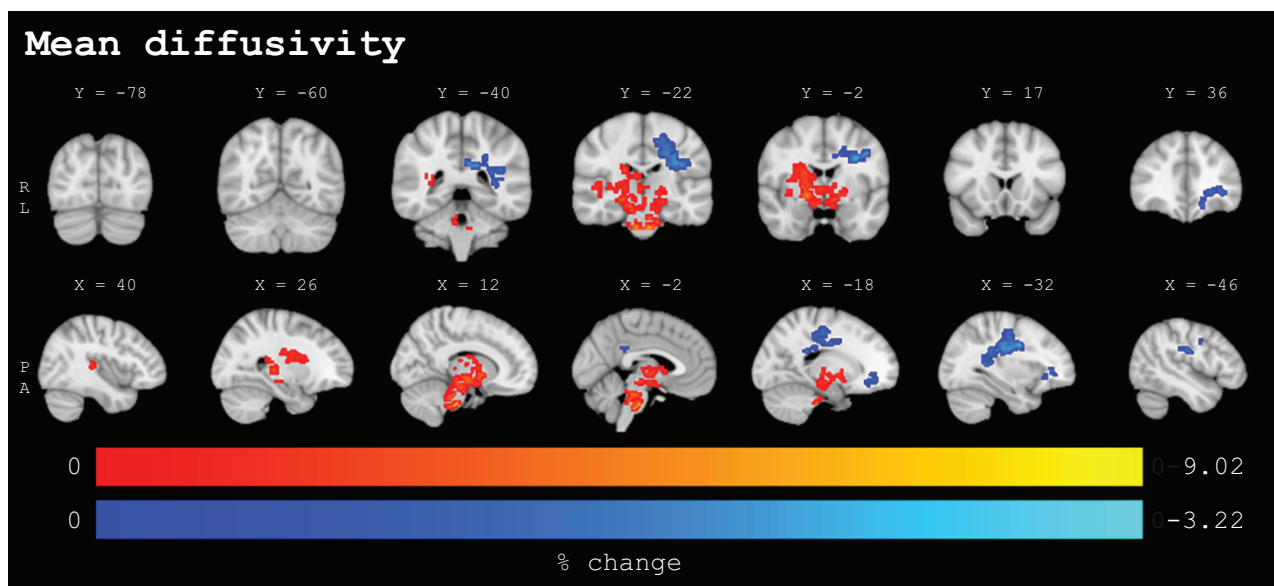 Mean diffusivity
Y = -78 Y = -60 Y = -40 Y = -22 Y = -2 Y = 17 Y = 36
R
L
X = 40 X = 26 X = 12 X = -2 X = -18 X = -32 X = -46
P
A
0 0-9.02
0 0-3.22
% change